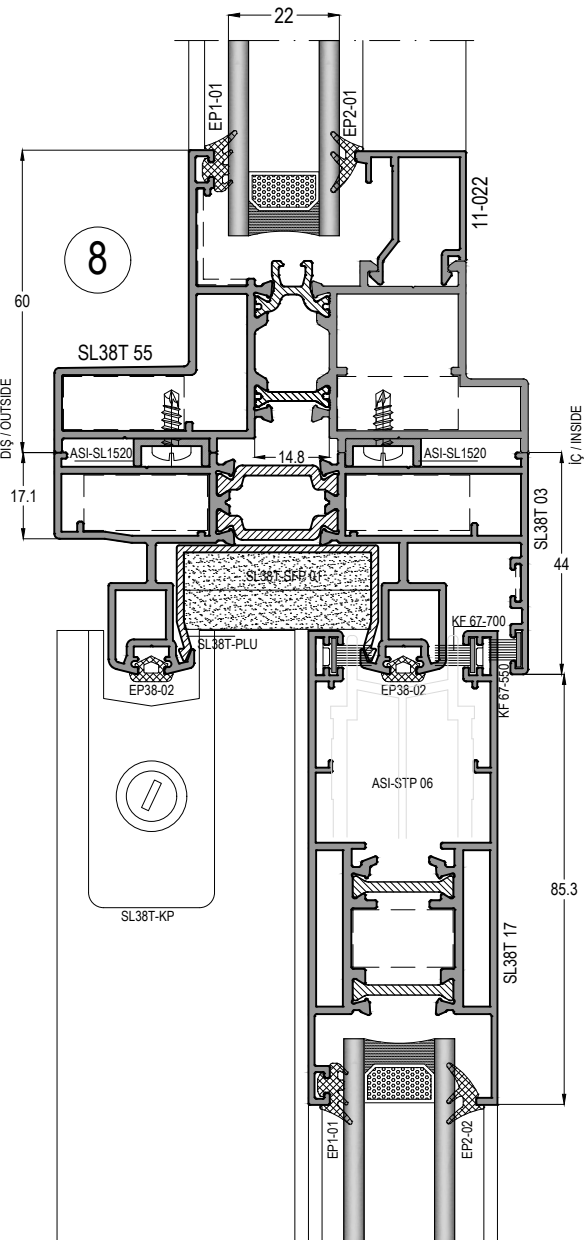 22
EP1-01
EP2-01
11-022
8
60
SL38T 55
DIŞ / OUTSIDE
İÇ / INSIDE
ASI-SL1520
14.8
ASI-SL1520
17.1
SL38T 03
44
SL38T-SFP 01
KF 67-700
SL38T-PLU
EP38-02
EP38-02
KF 67-550
ASI-STP 06
85.3
SL38T-KP
SL38T 17
EP1-01
EP2-02